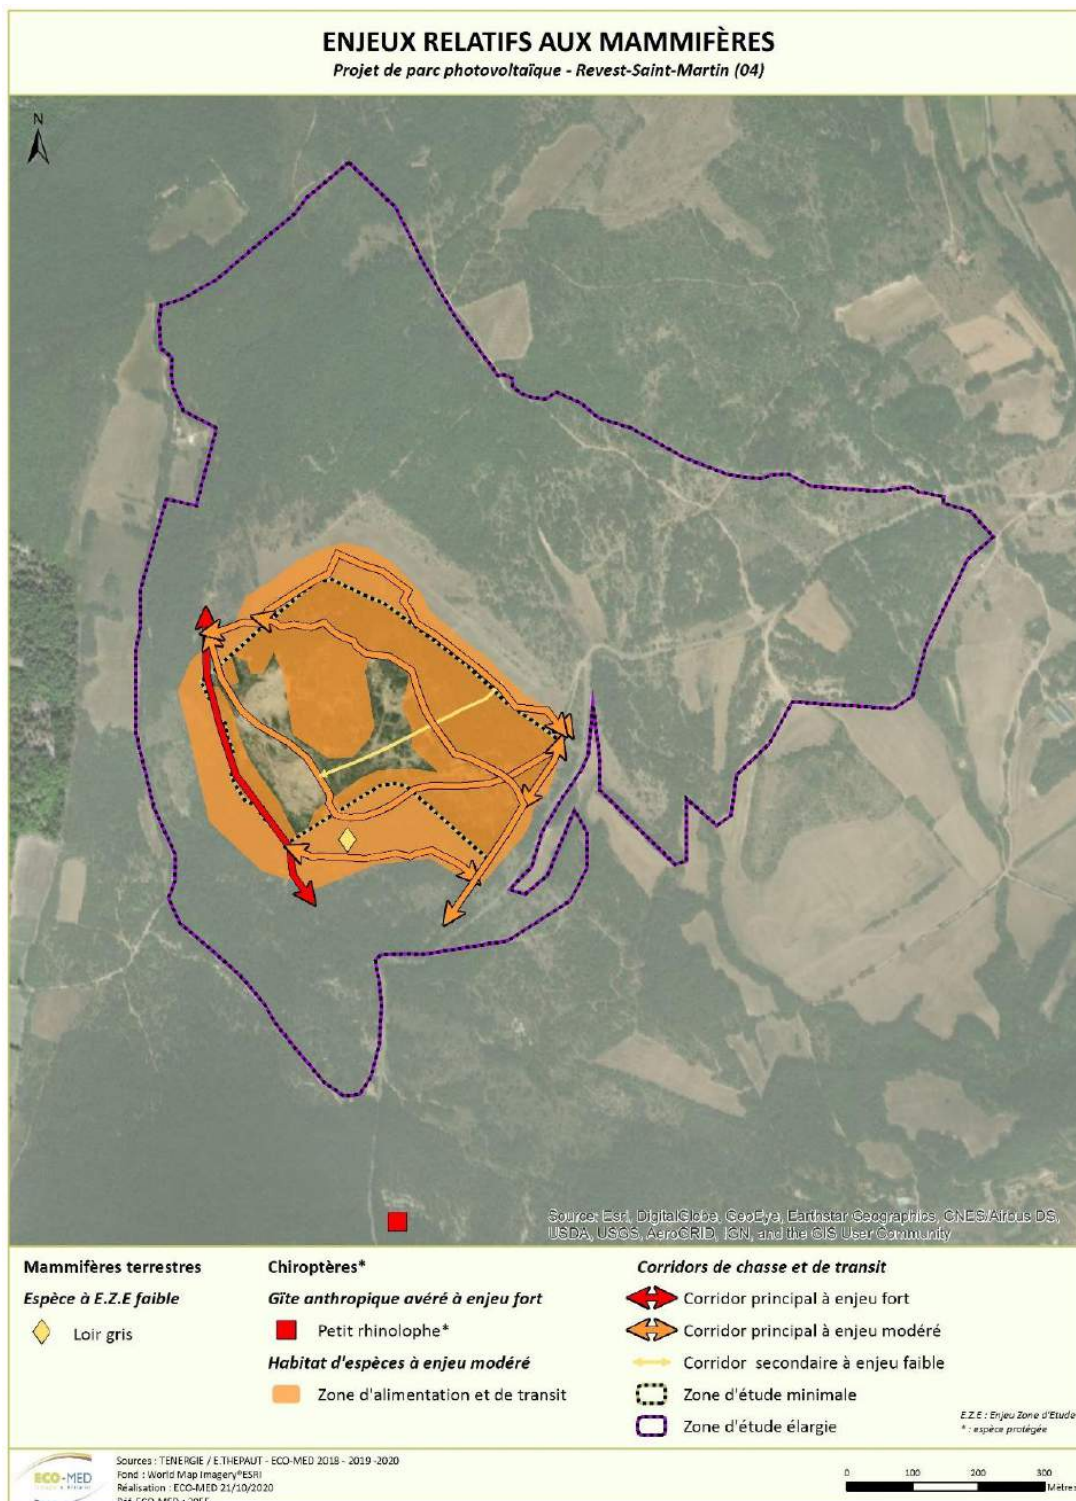 ENJEUX RELATIFS AUX MAMMIFÈRES
Projet de parc photovoltaïque - Revest-Saint-Martin (04)
N
Source: Esri, DigitalGlobe, GeoEye, Earthstar Geographics, CNES/Airbus DS,
USDA, USGS, AeroGRID, IGN, and the GIS User Community
Mammifères terrestres
Espèce à E.Z.E faible
Loir gris
Chiroptères*
Gîte anthropique avéré à enjeu fort
Petit rhinolophe*
Habitat d'espèces à enjeu modéré
Zone d'alimentation et de transit
Corridors de chasse et de transit
Corridor principal à enjeu fort
Corridor principal à enjeu modéré
Corridor secondaire à enjeu faible
Zone d'étude minimale
Zone d'étude élargie
E.Z.E : Enjeu Zone d'Etude
* : espèce protégée
ECO-MED
Sources : TENERGIE / E.THEPAUT - ECO-MED 2018 - 2019 -2020
Fond : World Map Imagery®ESRI
Réalisation : ECO-MED 21/10/2020
0 100 200 300
Mètres